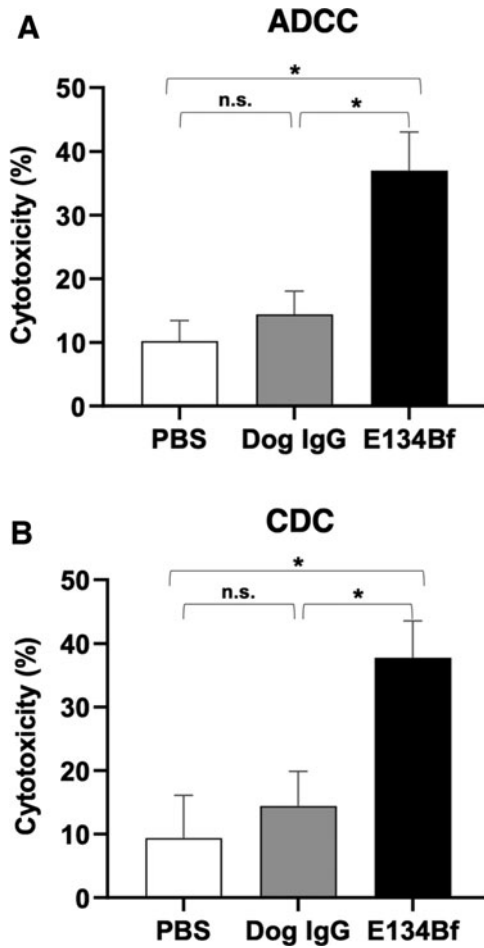 A
ADCC
*
n.s.
*
50
40
30
20
10
0
Cytotoxicity (%)
PBS Dog IgG E134Bf
B
CDC
*
n.s.
*
50
40
30
20
10
0
Cytotoxicity (%)
PBS Dog IgG E134Bf